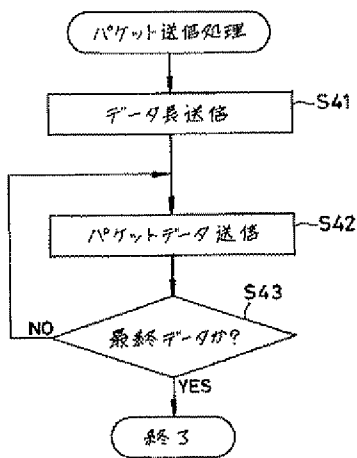 パケット送信処理
データ長送信
S41
パケットデータ送信
S42
S43
最終データか?
NO
YES
終了